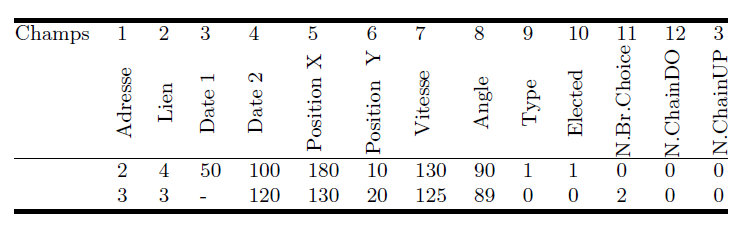 Champs 1 2 3 4 5 6 7 8 9 10 11 12 3
Adresse Lien Date 1 Date 2 Position X Position Y Vitesse Angle Type Elected N.Br.Choice N.ChainDO N.ChainUP
2 4 50 100 180 10 130 90 1 1 0 0 0
3 3 - 120 130 20 125 89 0 0 2 0 0